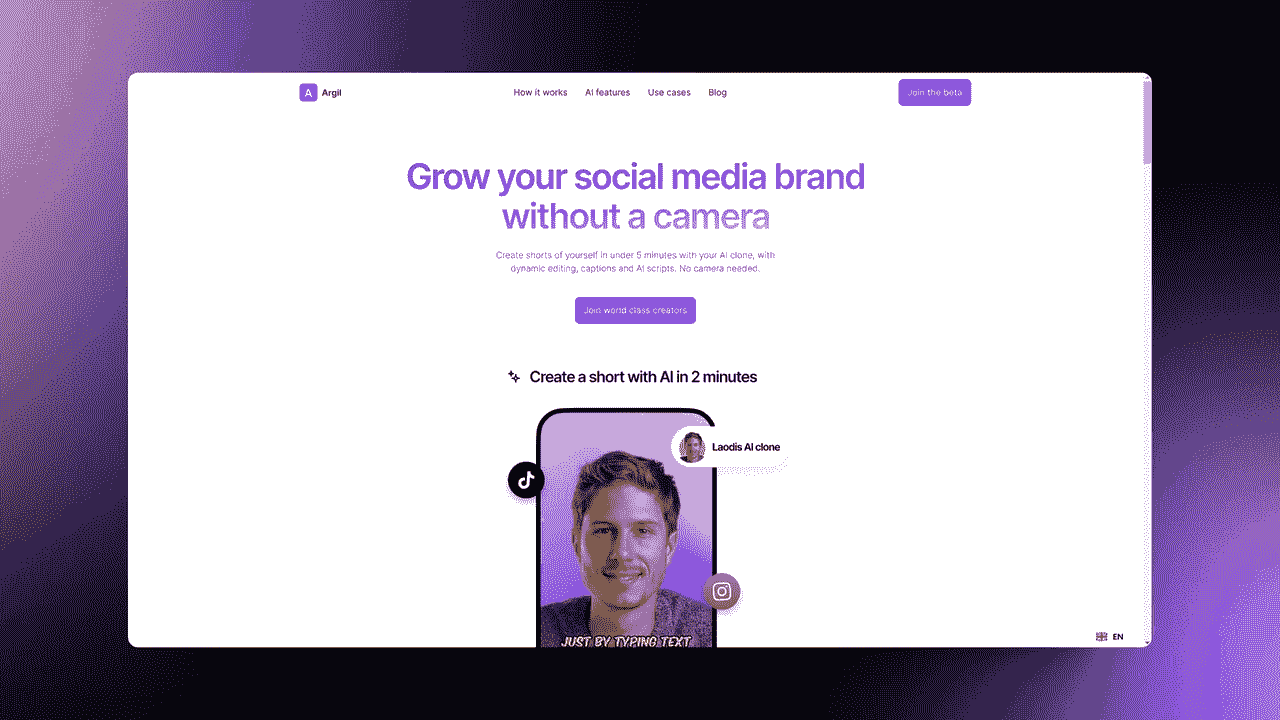 A Argil
How it works AI features Use cases Blog
Join the beta
Grow your social media brand
without a camera
Create shorts of yourself in under 5 minutes with your AI clone, with
dynamic editing, captions and AI scripts. No camera needed.
Join world class creators
Create a short with AI in 2 minutes
Laodis AI clone
JUST BY TYPING TEXT
EN